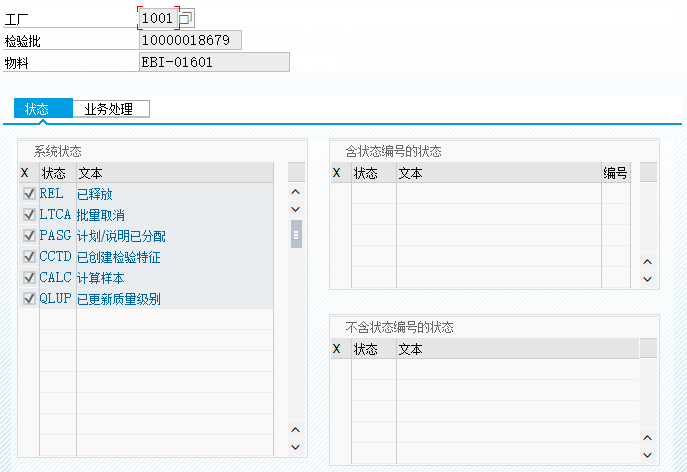 工厂 1001
检验批 10000018679
物料 EBI-01601
状态 业务处理
系统状态
X 状态 文本
REL 已释放
LTCA 批量取消
PASG 计划/说明已分配
CCTD 已创建检验特征
CALC 计算样本
QLUP 已更新质量级别
含状态编号的状态
X 状态 文本 编号
不含状态编号的状态
X 状态 文本